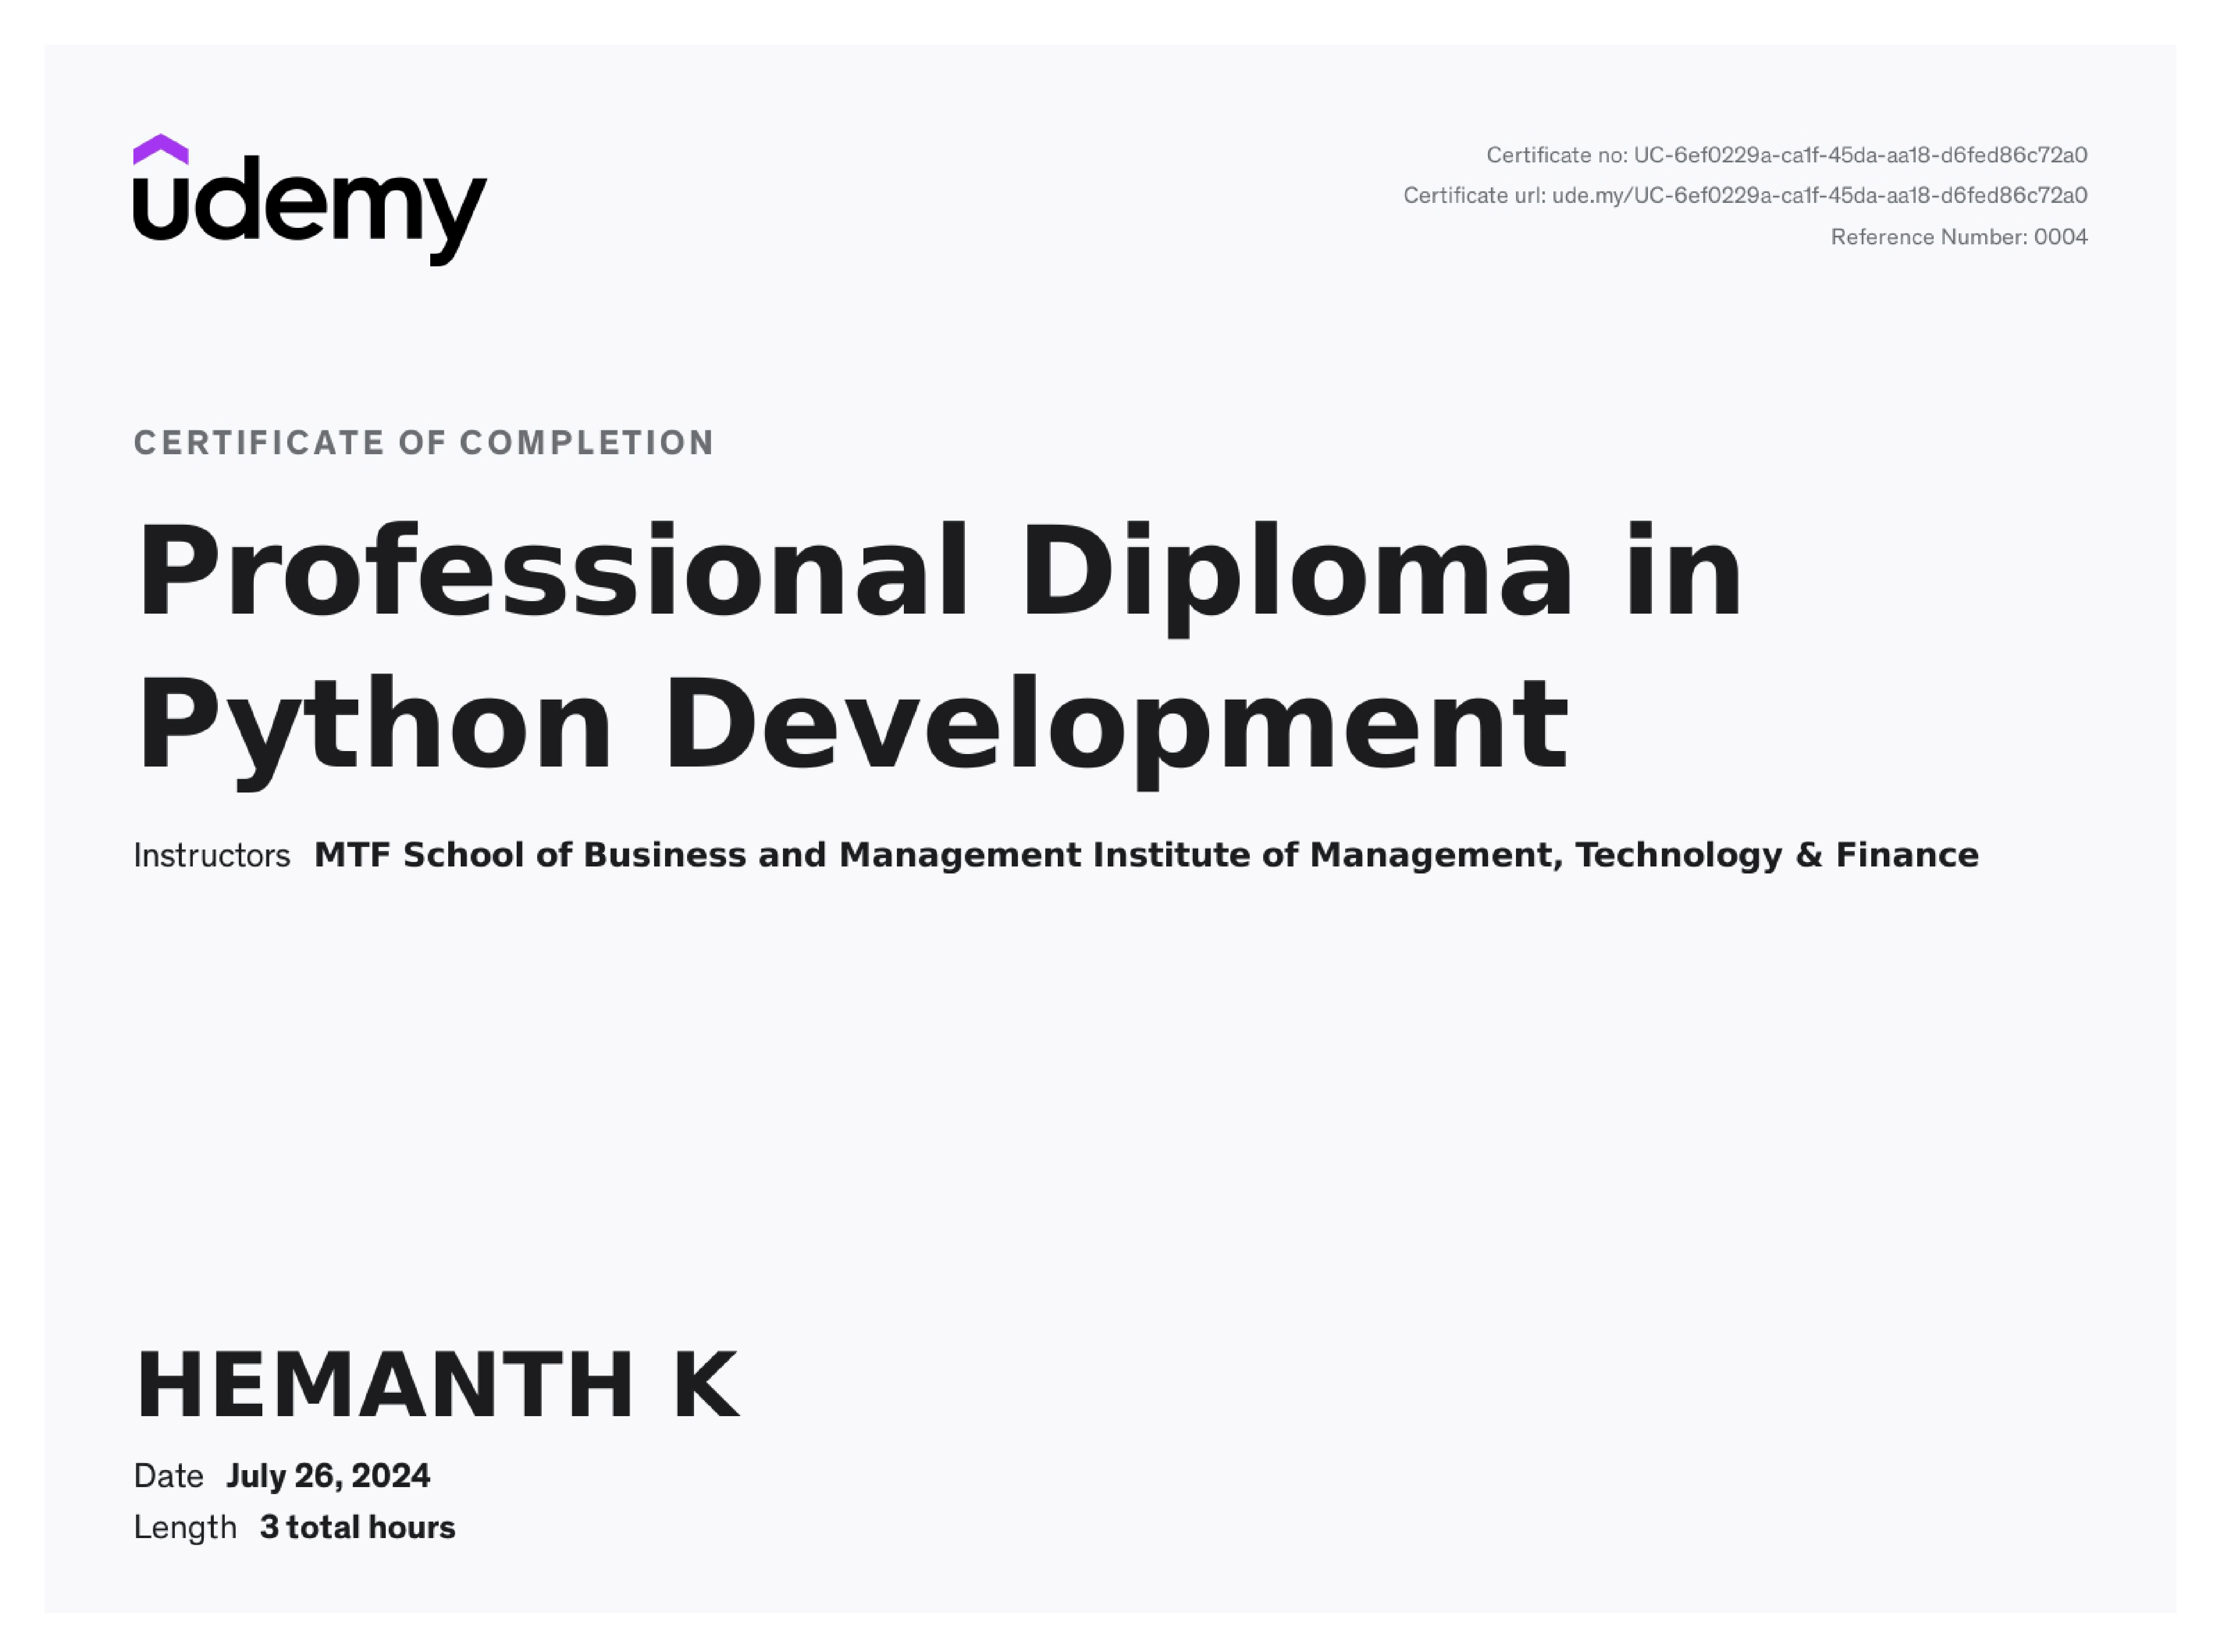 udemy
Certificate no: UC-6ef0229a-ca1f-45da-aa18-d6fed86c72a0
Certificate url: ude.my/UC-6ef0229a-ca1f-45da-aa18-d6fed86c72a0
Reference Number: 0004
CERTIFICATE OF COMPLETION
Professional Diploma in
Python Development
Instructors MTF School of Business and Management Institute of Management, Technology & Finance
HEMANTH K
Date July 26, 2024
Length 3 total hours